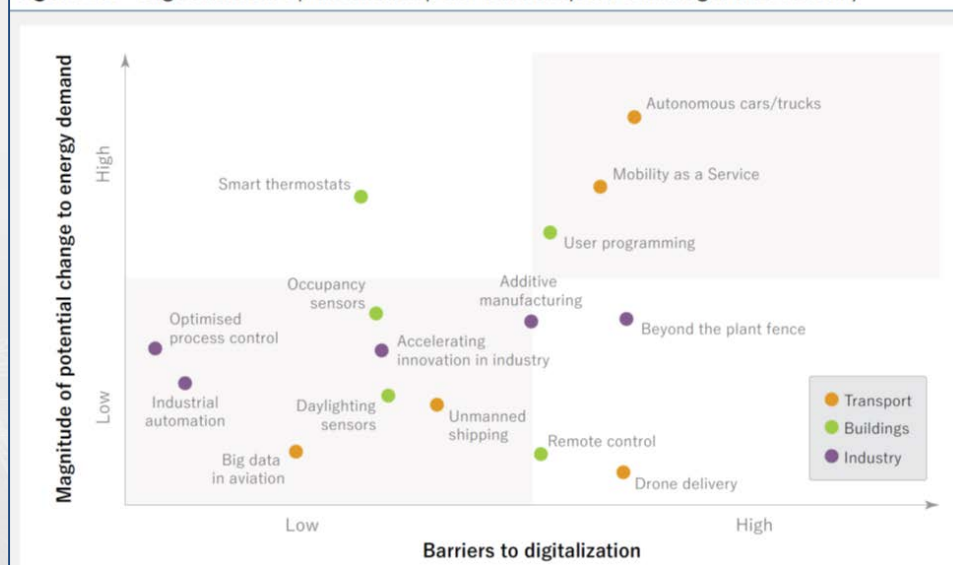 Magnitude of potential change to energy demand
High
Low
Autonomous cars/trucks
Mobility as a Service
Smart thermostats
User programming
Occupancy
sensors
Additive
manufacturing
Optimised
process control
Accelerating
innovation in industry
Beyond the plant fence
Industrial
automation
Daylighting
sensors
Unmanned
shipping
Big data
in aviation
Remote control
Drone delivery
Transport
Buildings
Industry
Low
High
Barriers to digitalization